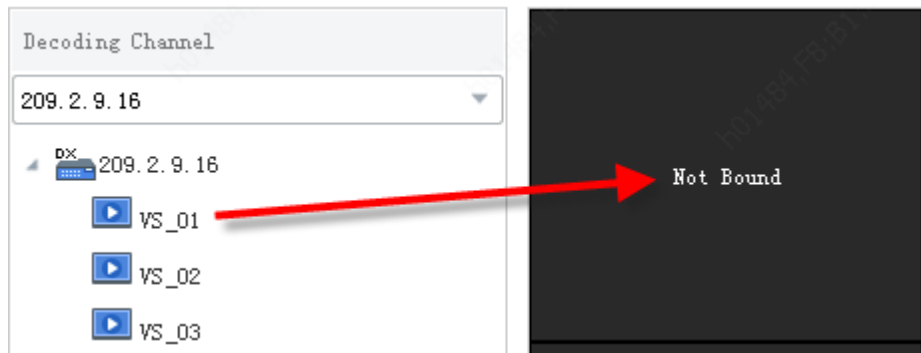 Decoding Channel
209.2.9.16
DX
209.2.9.16
VS_01
Not Bound
VS_02
VS_03